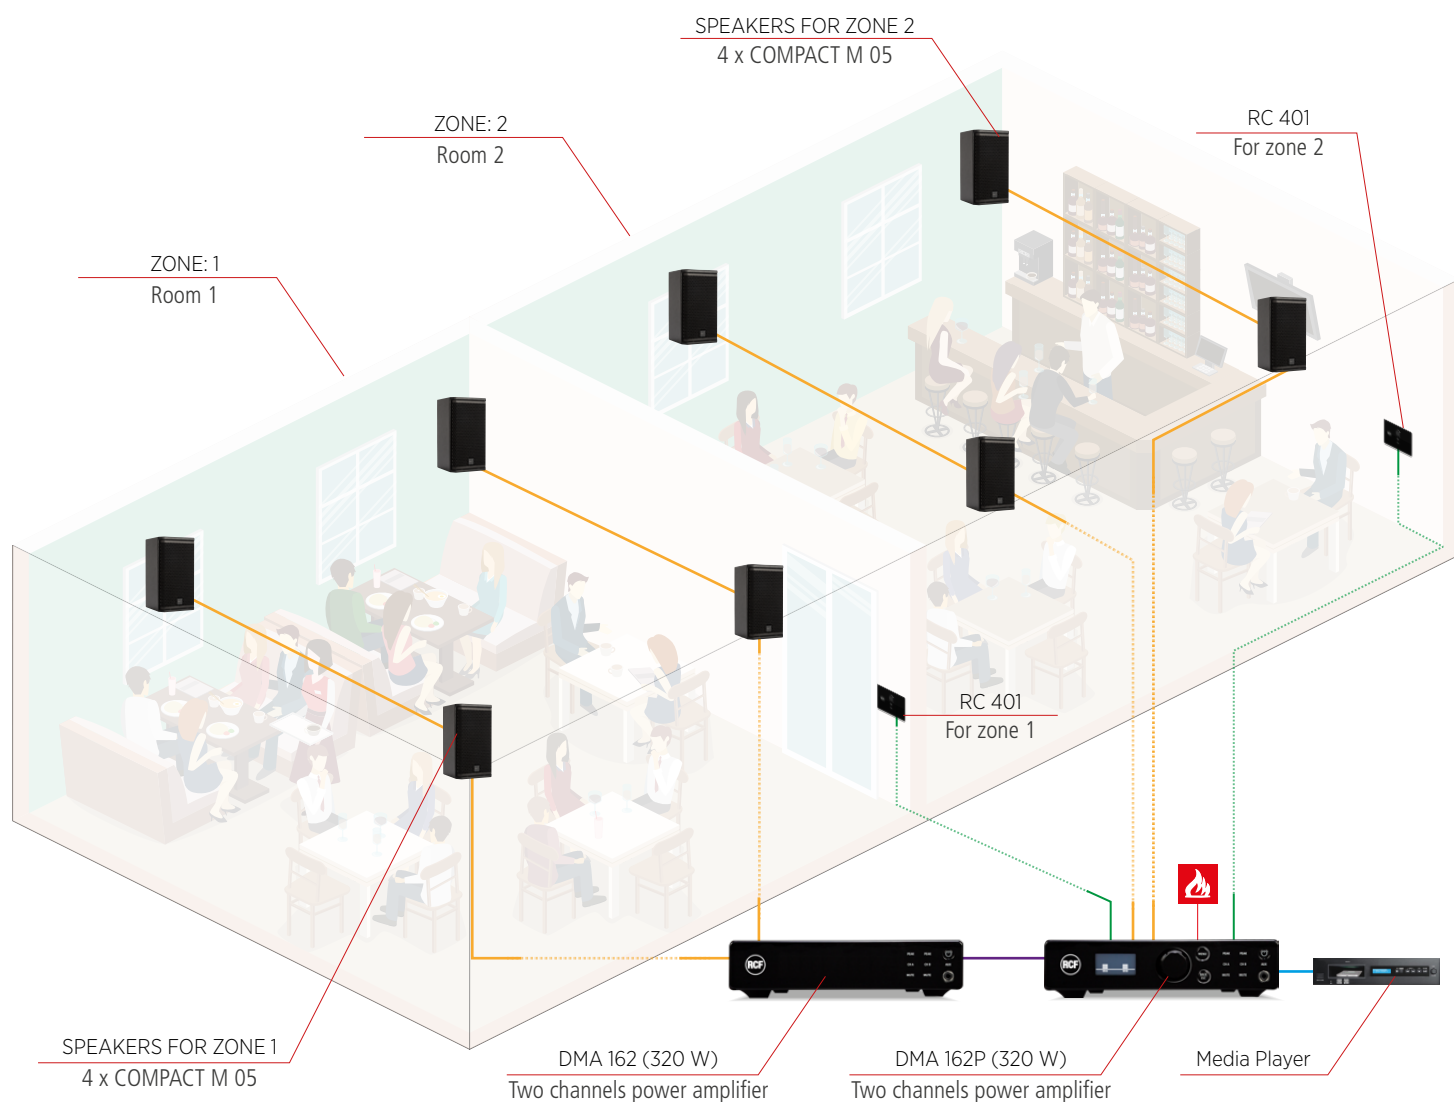 SPEAKERS FOR ZONE 2
4 x COMPACT M 05
ZONE: 2
Room 2
RC 401
For zone 2
ZONE: 1
Room 1
RC 401
For zone 1
RCF
RCF
SPEAKERS FOR ZONE 1
4 x COMPACT M 05
DMA 162 (320 W)
Two channels power amplifier
DMA 162P (320 W)
Two channels power amplifier
Media Player